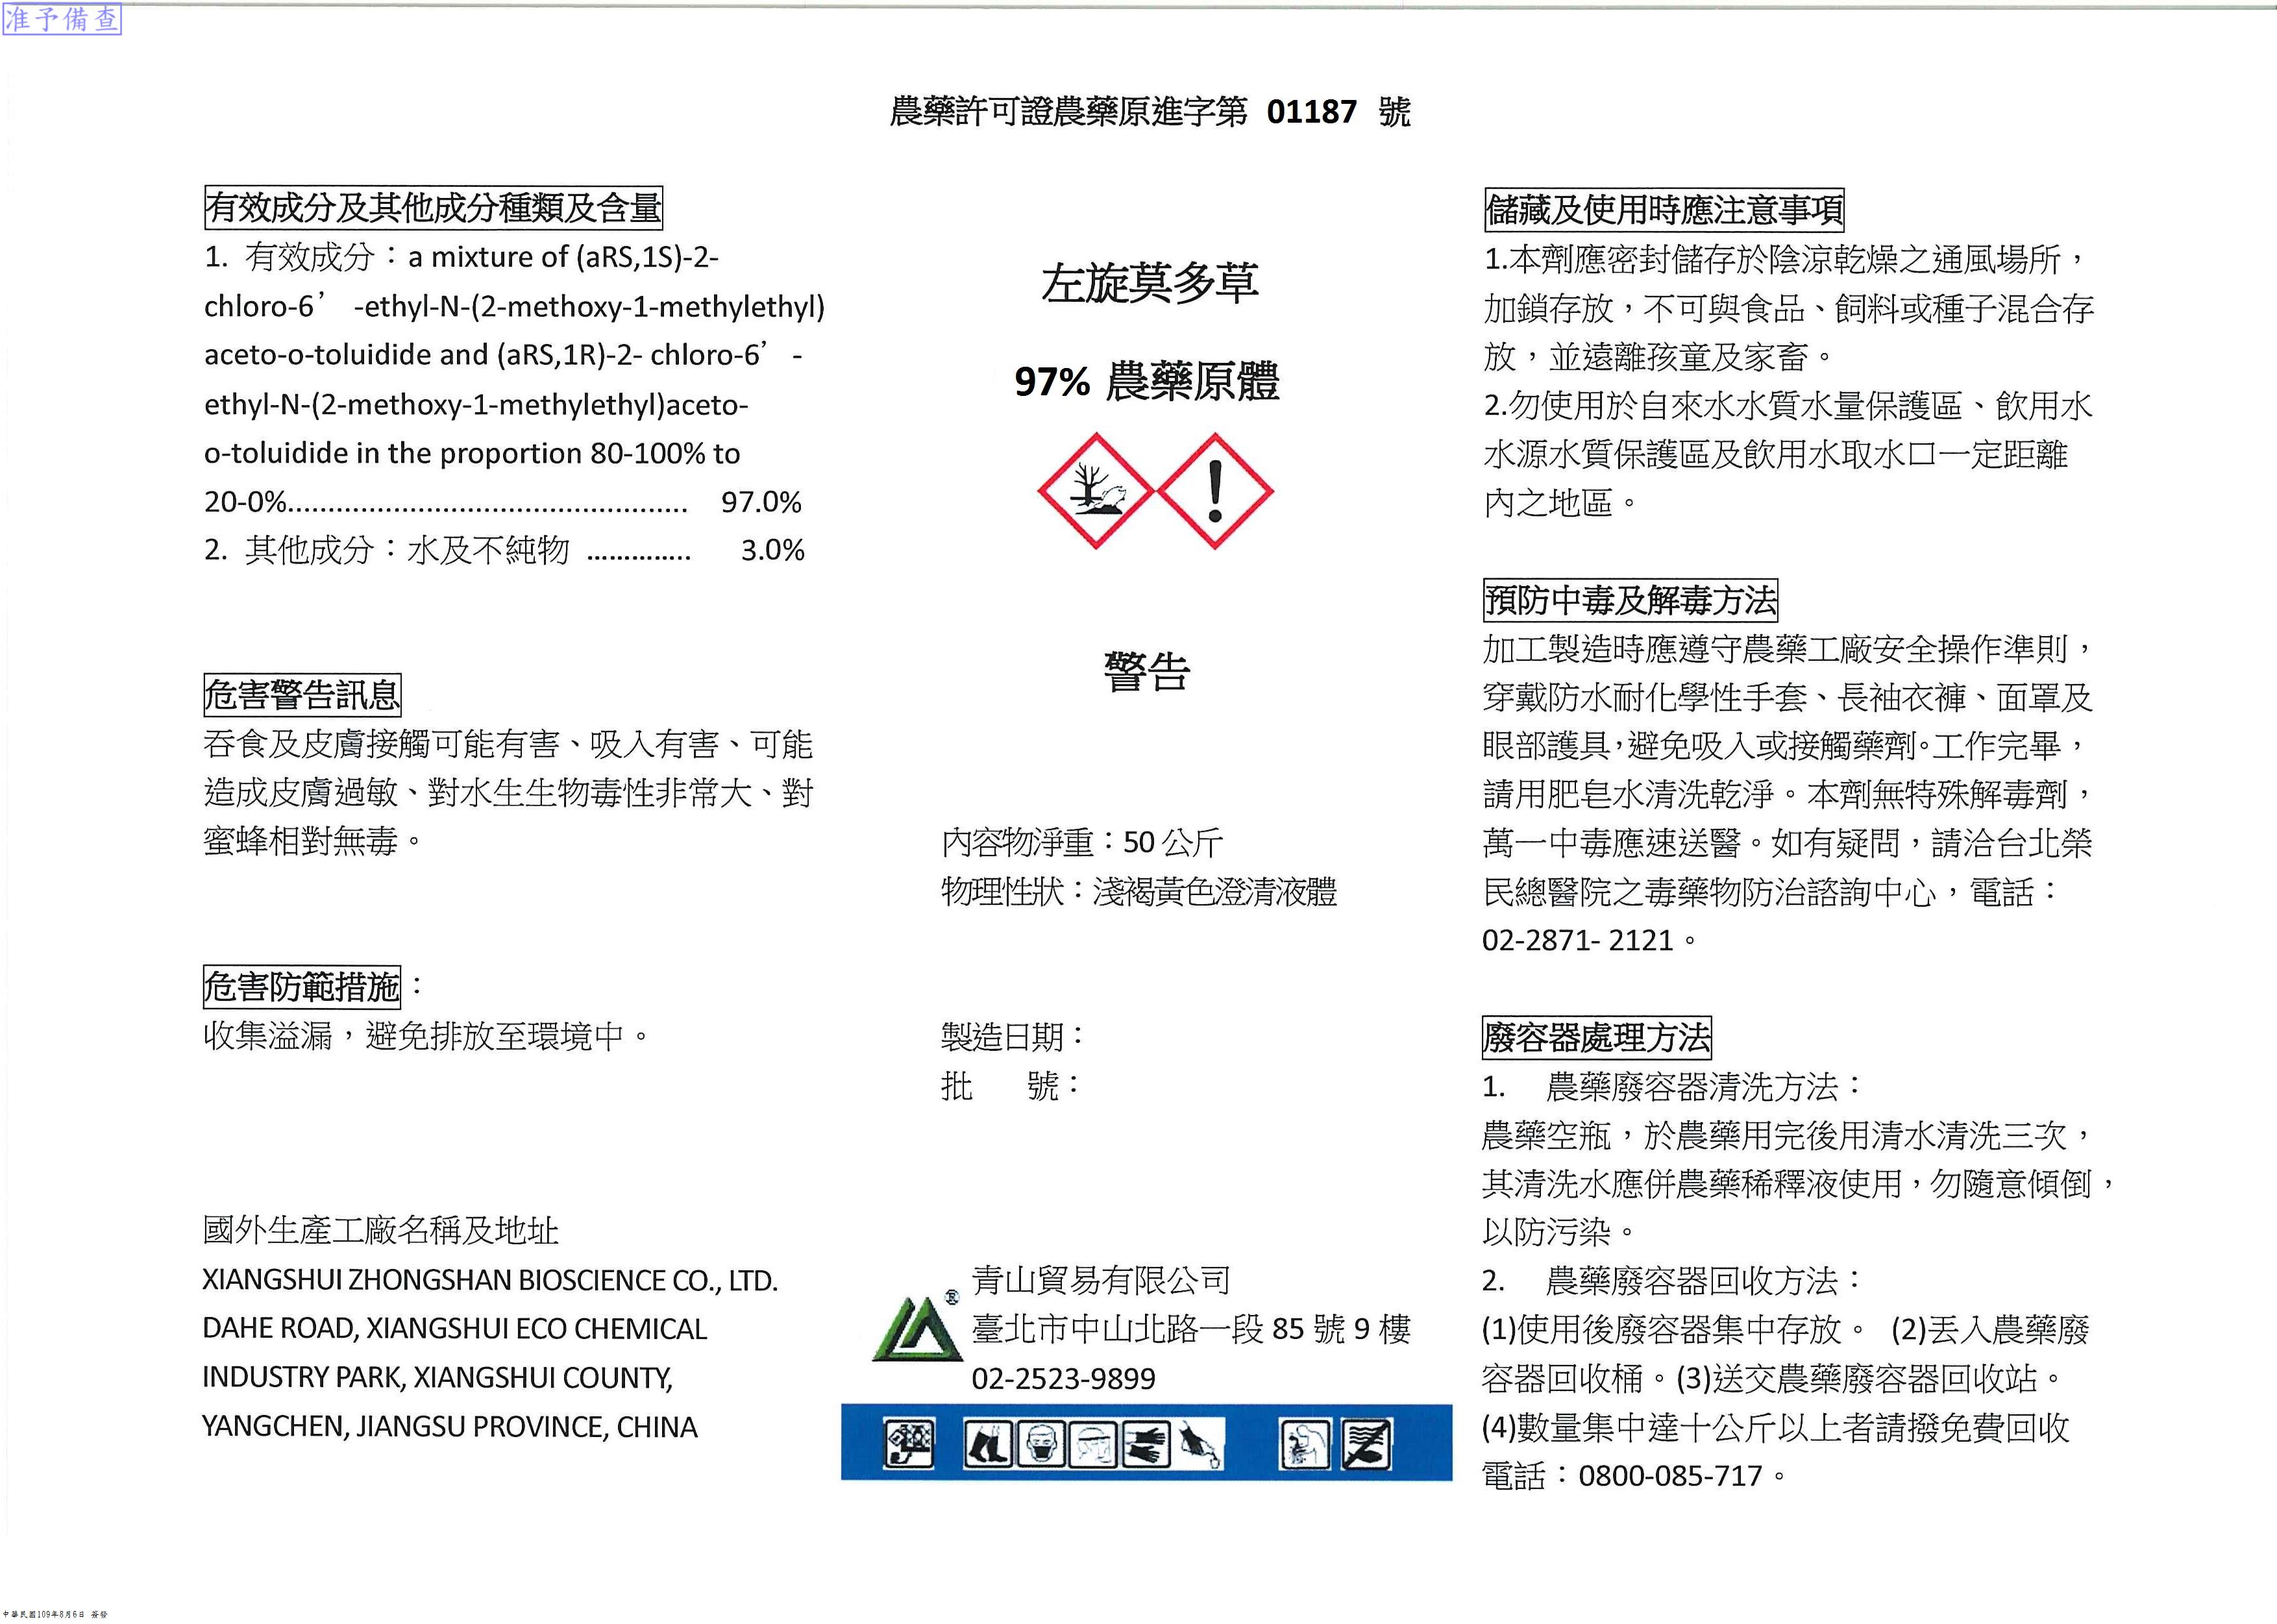 准予備查
農藥許可證農藥原進字第 01187 號
有效成分及其他成分種類及含量
1. 有效成分：a mixture of (aRS,1S)-2-
chloro-6’ -ethyl-N-(2-methoxy-1-methylethyl)
aceto-o-toluidide and (aRS,1R)-2- chloro-6’ -
ethyl-N-(2-methoxy-1-methylethyl)aceto-
o-toluidide in the proportion 80-100% to
20-0%................................................. 97.0%
2. 其他成分：水及不純物 ............. 3.0%
危害警告訊息
吞食及皮膚接觸可能有害、吸入有害、可能
造成皮膚過敏、對水生生物毒性非常大、對
蜜蜂相對無毒。
危害防範措施：
收集溢漏，避免排放至環境中。
國外生產工廠名稱及地址
XIANGSHUI ZHONGSHAN BIOSCIENCE CO., LTD.
DAHE ROAD, XIANGSHUI ECO CHEMICAL
INDUSTRY PARK, XIANGSHUI COUNTY,
YANGCHEN, JIANGSU PROVINCE, CHINA
左旋莫多草
97% 農藥原體
警告
內容物淨重：50 公斤
物理性狀：淺褐黃色澄清液體
製造日期：
批 號：
®
青山貿易有限公司
臺北市中山北路一段 85 號 9 樓
02-2523-9899
儲藏及使用時應注意事項
1.本劑應密封儲存於陰涼乾燥之通風場所，
加鎖存放，不可與食品、飼料或種子混合存
放，並遠離孩童及家畜。
2.勿使用於自來水水質水量保護區、飲用水
水源水質保護區及飲用水取水口一定距離
內之地區。
預防中毒及解毒方法
加工製造時應遵守農藥工廠安全操作準則，
穿戴防水耐化學性手套、長袖衣褲、面罩及
眼部護具，避免吸入或接觸藥劑。工作完畢，
請用肥皂水清洗乾淨。本劑無特殊解毒劑，
萬一中毒應速送醫。如有疑問，請洽台北榮
民總醫院之毒藥物防治諮詢中心，電話：
02-2871- 2121。
廢容器處理方法
1. 農藥廢容器清洗方法：
農藥空瓶，於農藥用完後用清水清洗三次，
其清洗水應併農藥稀釋液使用，勿隨意傾倒，
以防污染。
2. 農藥廢容器回收方法：
(1)使用後廢容器集中存放。 (2)丟入農藥廢
容器回收桶。(3)送交農藥廢容器回收站。
(4)數量集中達十公斤以上者請撥免費回收
電話：0800-085-717。
中華民國109年8月6日 簽發